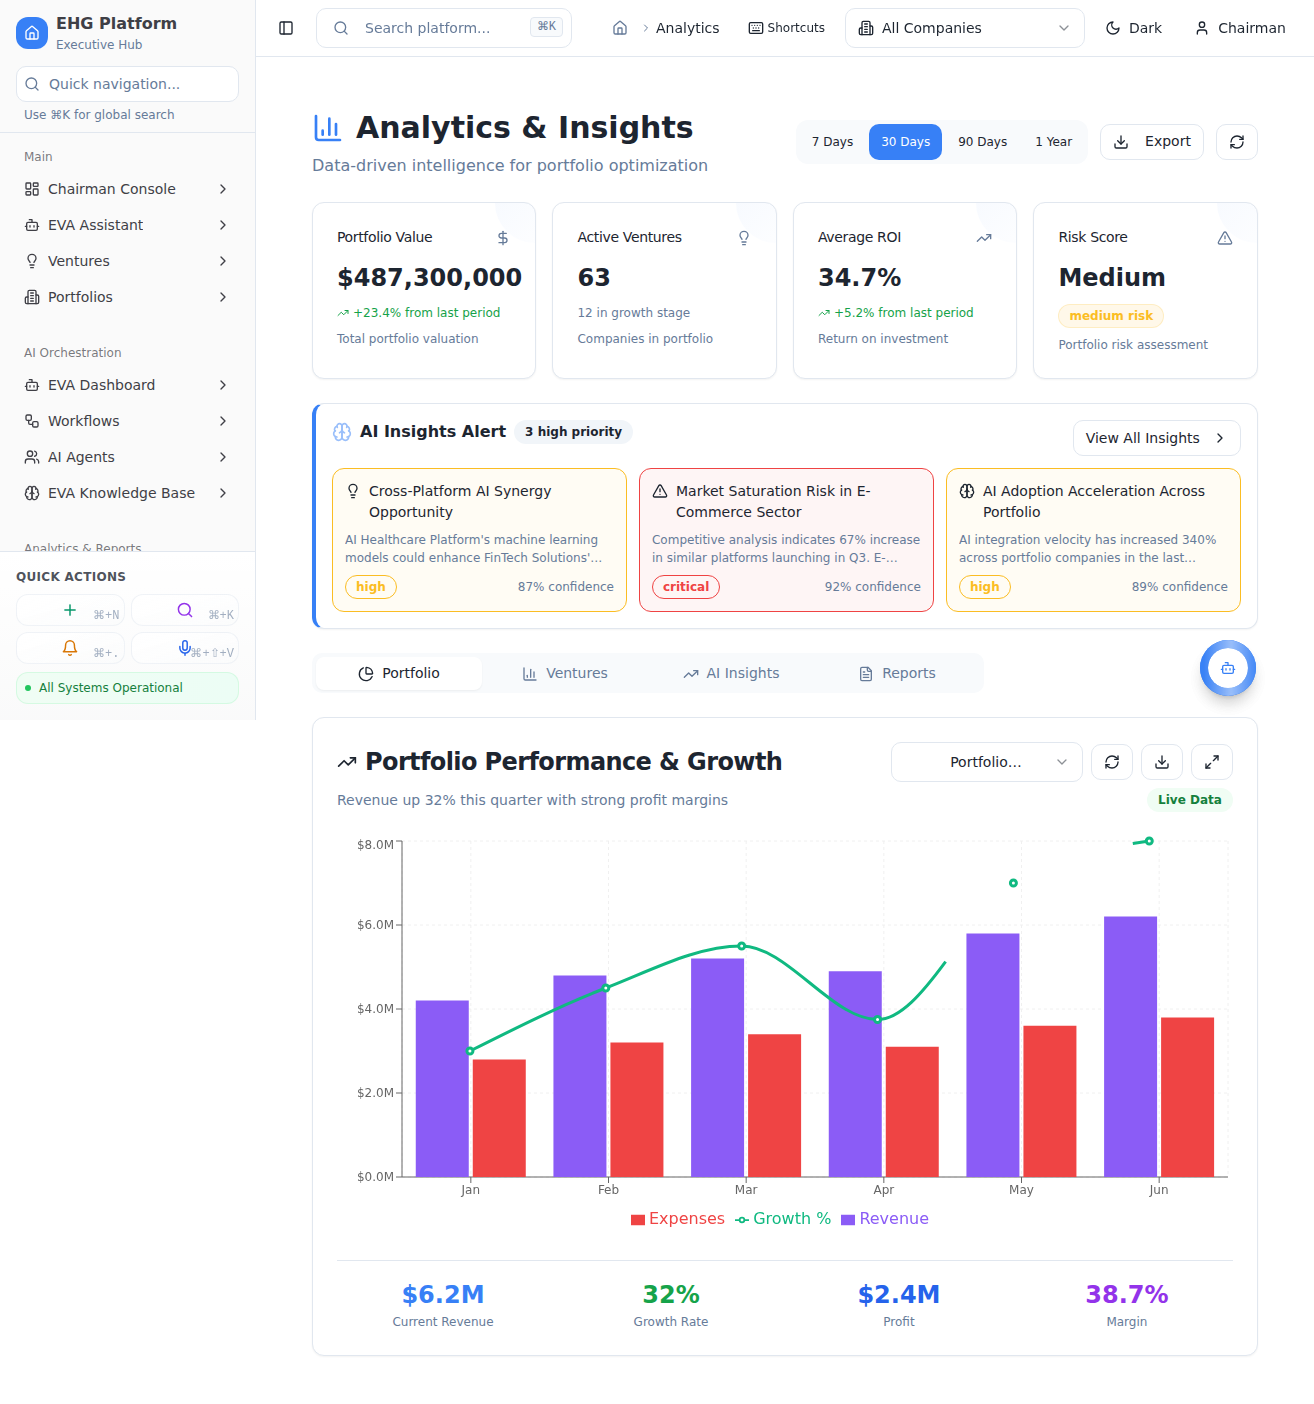 EHG Platform
Executive Hub
Quick navigation...
Use ⌘K for global search
Main
Chairman Console
EVA Assistant
Ventures
Portfolios
AI Orchestration
EVA Dashboard
Workflows
AI Agents
EVA Knowledge Base
Analytics & Reports
QUICK ACTIONS
⌘+N
⌘+K
⌘+.
⌘+⇧+V
All Systems Operational
Search platform...
⌘K
Analytics
Shortcuts
All Companies
Dark
Chairman
Analytics & Insights
Data-driven intelligence for portfolio optimization
7 Days
30 Days
90 Days
1 Year
Export
Portfolio Value
$487,300,000
+23.4% from last period
Total portfolio valuation
Active Ventures
63
12 in growth stage
Companies in portfolio
Average ROI
34.7%
+5.2% from last period
Return on investment
Risk Score
Medium
medium risk
Portfolio risk assessment
AI Insights Alert
3 high priority
View All Insights
Cross-Platform AI Synergy
Opportunity
AI Healthcare Platform's machine learning
models could enhance FinTech Solutions'...
high
87% confidence
Market Saturation Risk in E-
Commerce Sector
Competitive analysis indicates 67% increase
in similar platforms launching in Q3. E-...
critical
92% confidence
AI Adoption Acceleration Across
Portfolio
AI integration velocity has increased 340%
across portfolio companies in the last...
high
89% confidence
Portfolio
Ventures
AI Insights
Reports
Portfolio Performance & Growth
Portfolio...
Revenue up 32% this quarter with strong profit margins
Live Data
$8.0M
$6.0M
$4.0M
$2.0M
$0.0M
Jan
Feb
Mar
Apr
May
Jun
Expenses
Growth %
Revenue
$6.2M
Current Revenue
32%
Growth Rate
$2.4M
Profit
38.7%
Margin